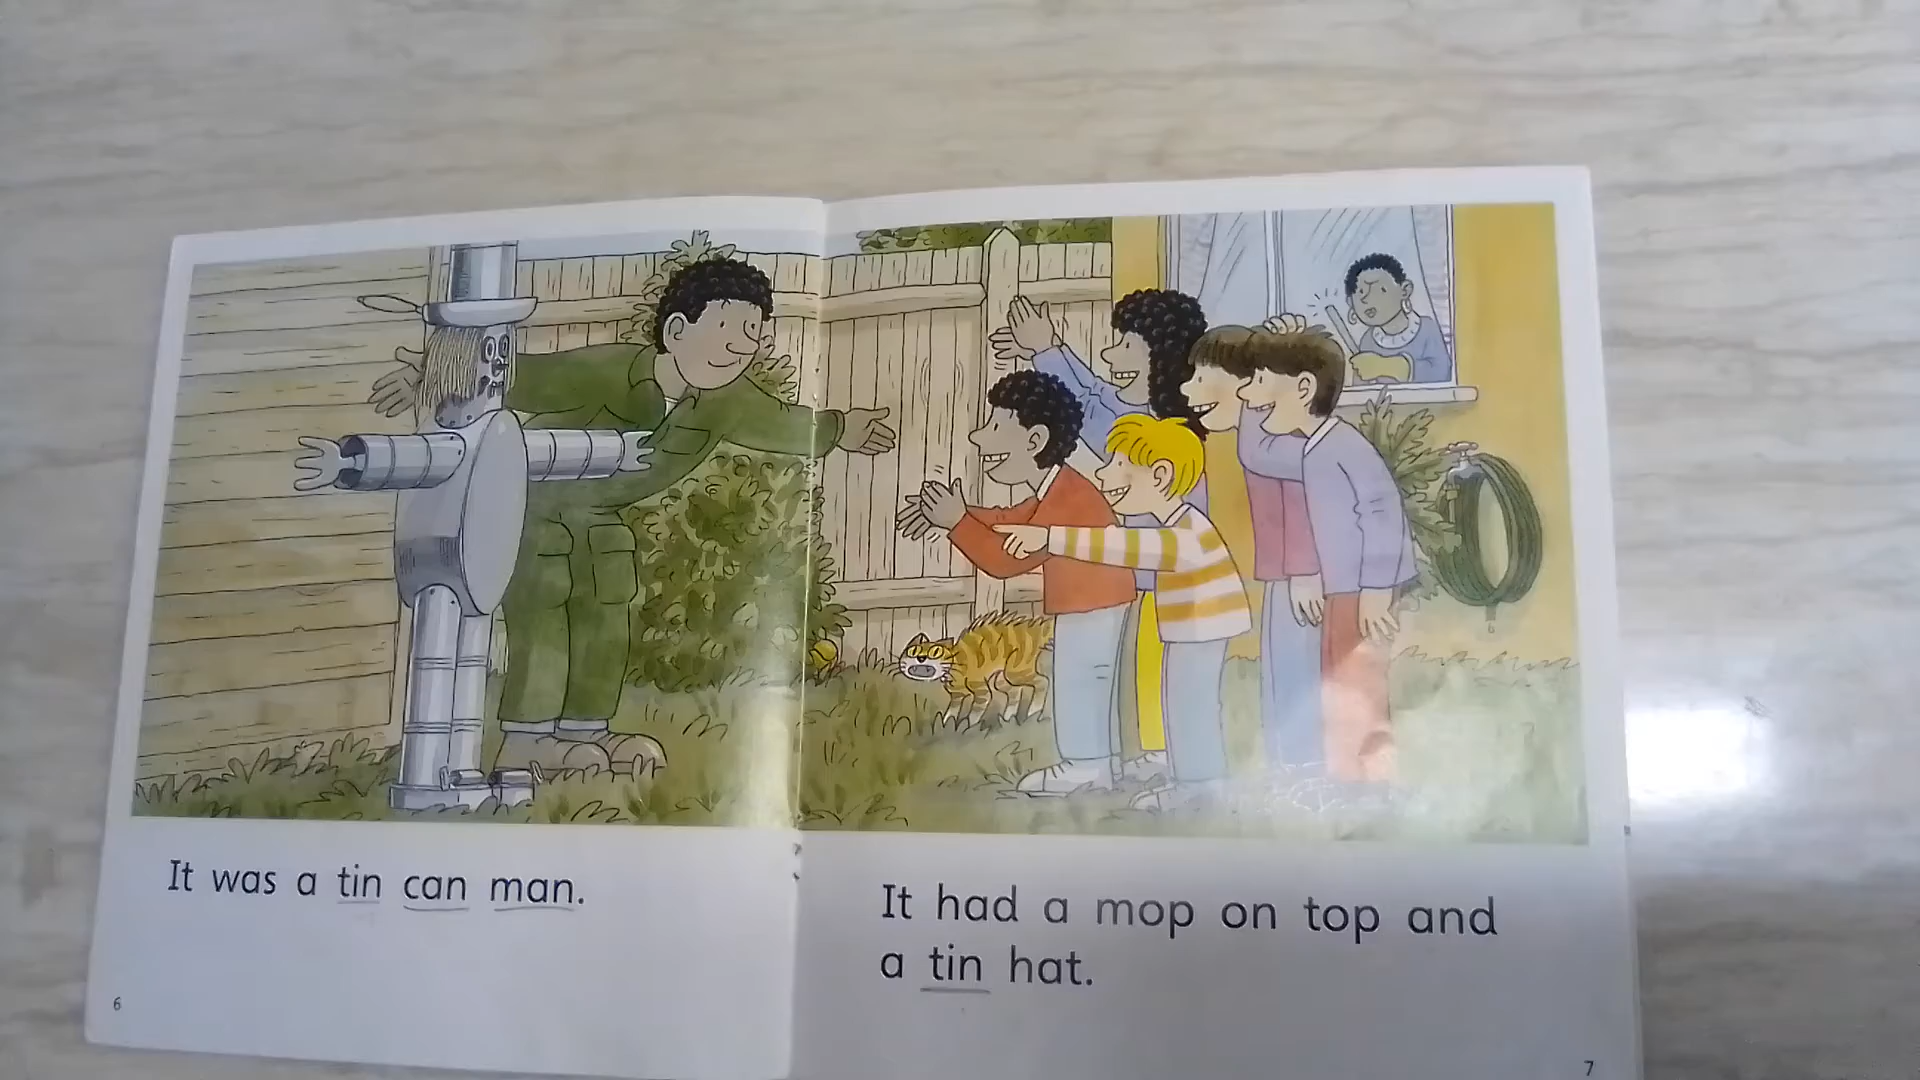 It was a tin can man.
6
It had a mop on top and
a tin hat.
7